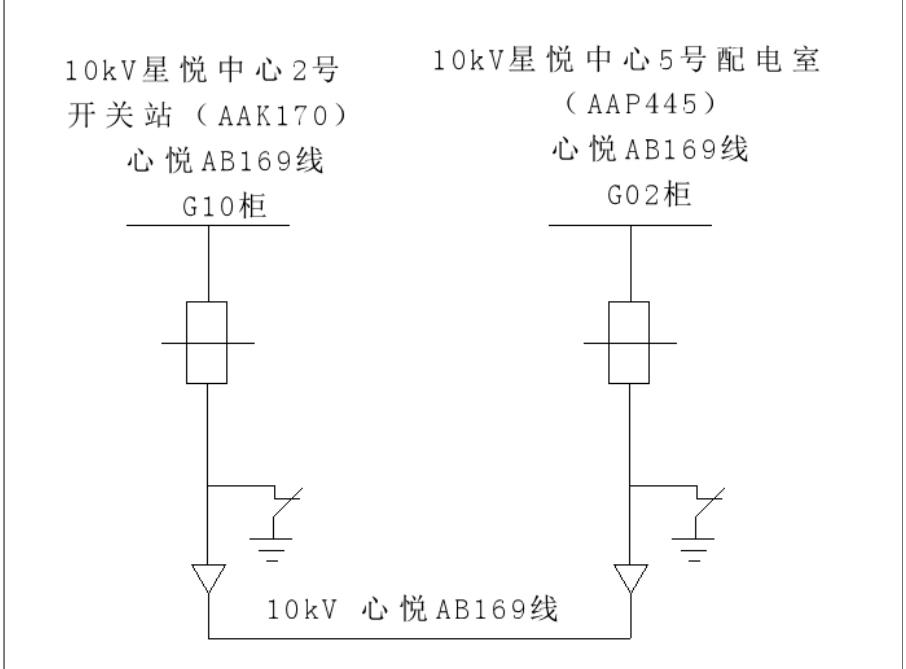 10kV星悦中心2号
开关站（AAK170）
心悦AB169线
G10柜
10kV星悦中心5号配电室
（AAP445）
心悦AB169线
G02柜
10kV 心悦AB169线